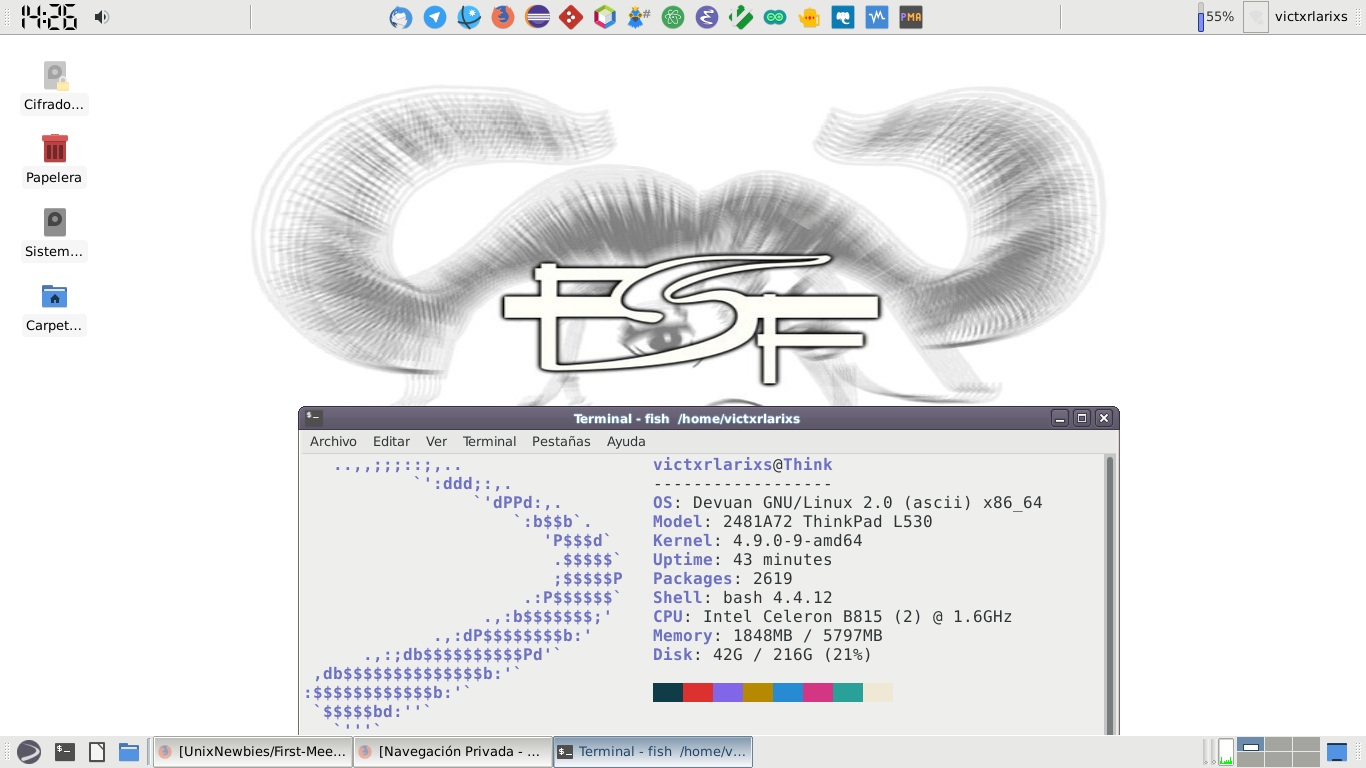 14:26
55%
victxrlarixs
Cifrado...
Papelera
Sistem...
Carpet...
FSF
Terminal - fish /home/victxrlarixs
Archivo Editar Ver Terminal Pestañas Ayuda
..,,;;;::;,.. victxrlarixs@Think
`':ddd;:,. ------------------
`'dPPd:,. OS: Devuan GNU/Linux 2.0 (ascii) x86_64
`:b$$b`. Model: 2481A72 ThinkPad L530
'P$$$d` Kernel: 4.9.0-9-amd64
.$$$$$` Uptime: 43 minutes
;$$$$$P Packages: 2619
.:P$$$$$$` Shell: bash 4.4.12
.,:b$$$$$$$;' CPU: Intel Celeron B815 (2) @ 1.6GHz
.,:dP$$$$$$$$b:' Memory: 1848MB / 5797MB
.,:;db$$$$$$$$$$Pd'` Disk: 42G / 216G (21%)
,db$$$$$$$$$$$$$$b:'`
:$$$$$$$$$$$$b:'`
`$$$$$bd:''`
`'''`
[UnixNewbies/First-Mee...
[Navegación Privada - ...
Terminal - fish /home/v...
PMA